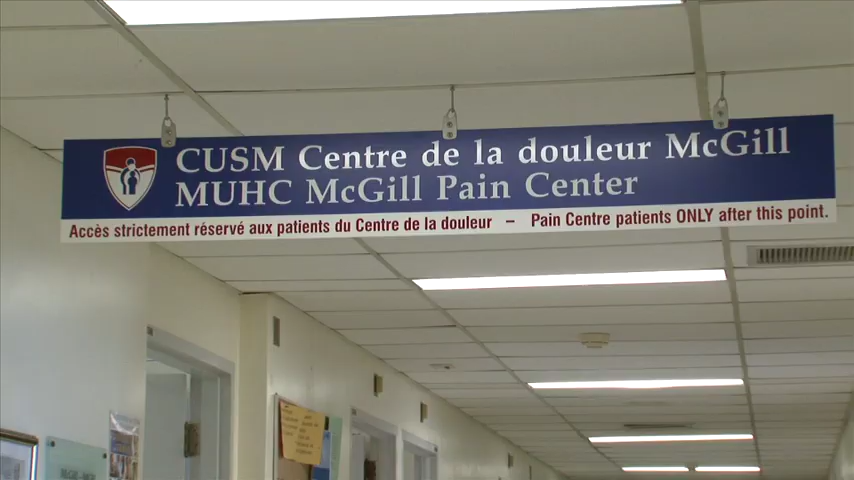 CUSM Centre de la douleur McGill
MUHC McGill Pain Center
Accès strictement réservé aux patients du Centre de la douleur – Pain Centre patients ONLY after this point.